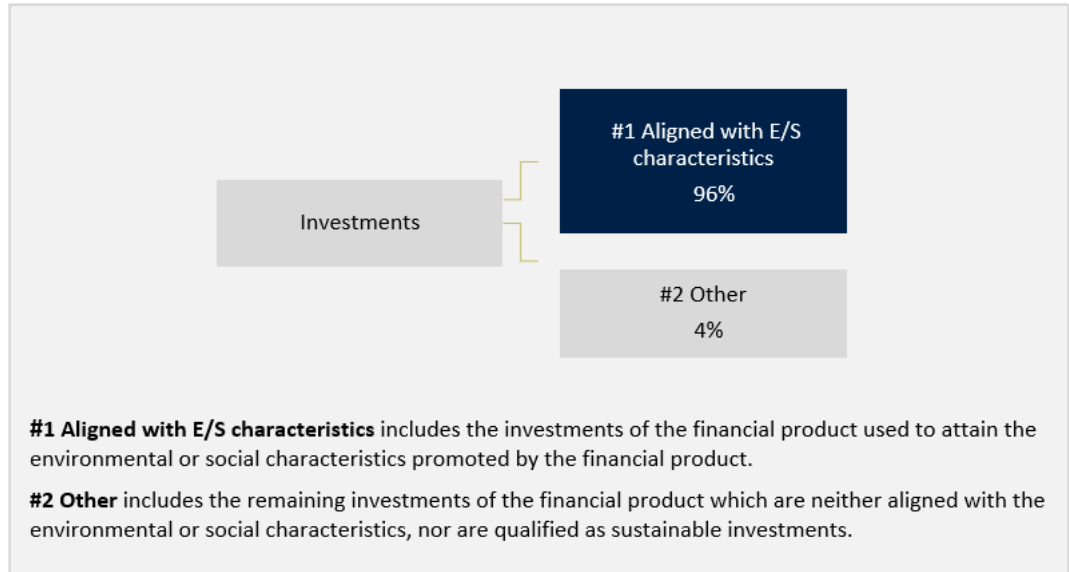 #1 Aligned with E/S
characteristics
96%
Investments
#2 Other
4%
#1 Aligned with E/S characteristics includes the investments of the financial product used to attain the
environmental or social characteristics promoted by the financial product.
#2 Other includes the remaining investments of the financial product which are neither aligned with the
environmental or social characteristics, nor are qualified as sustainable investments.